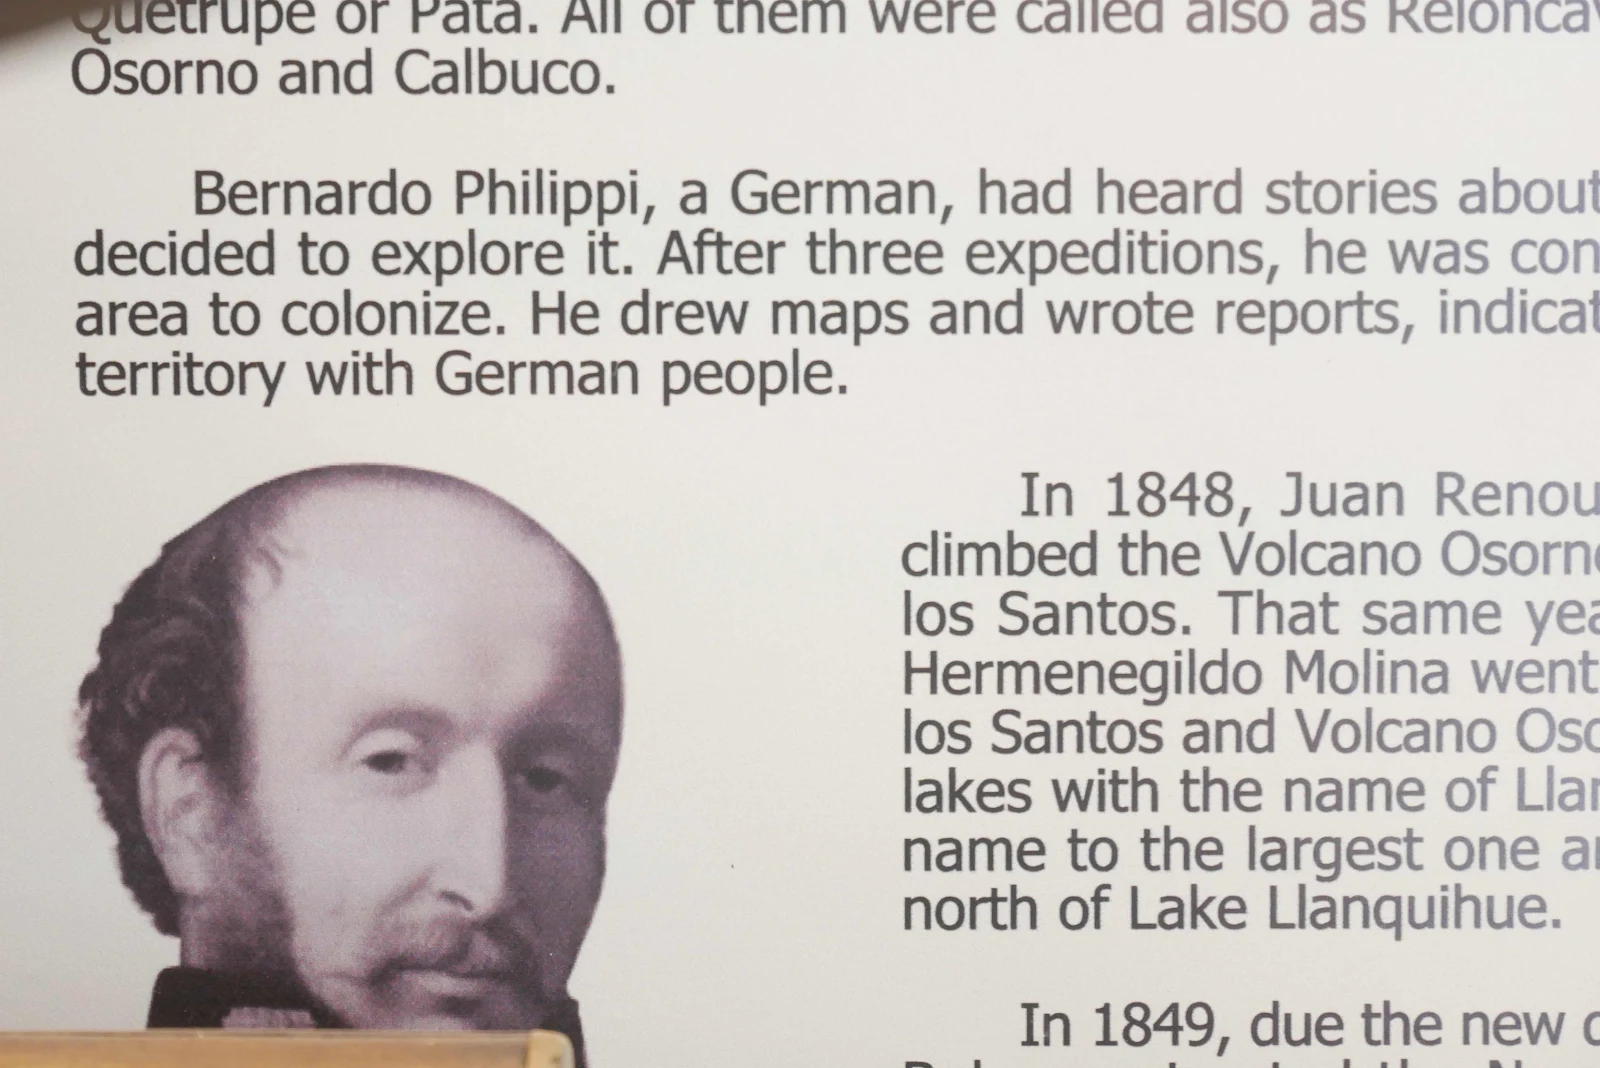 Quetrupe or Pata. All of them were called also as
Osorno and Calbuco.
Bernardo Philippi, a German, had heard stories about
decided to explore it. After three expeditions, he was
area to colonize. He drew maps and wrote reports,
territory with German people.
In 1848, Juan
climbed the Volcano
los Santos. That same
Hermenegildo Molina went
los Santos and Volcano
lakes with the name of
name to the largest one
north of Lake Llanquihue.
In 1849, due the new